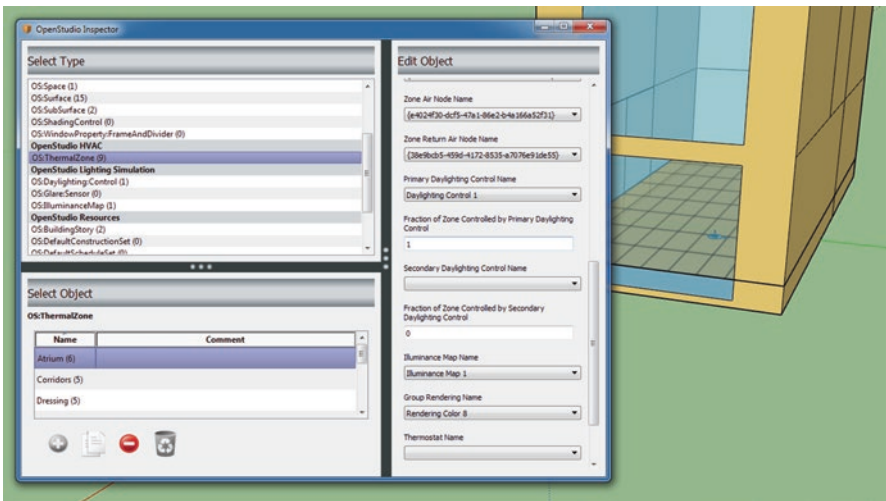 OpenStudio Inspector
Select Type
OS:Space (1)
OS:Surface (15)
OS:SubSurface (2)
OS:ShadingControl (0)
OS:WindowProperty:FrameAndDivider (0)
OpenStudio HVAC
OS:ThermalZone (9)
OpenStudio Lighting Simulation
OS:Daylighting:Control (1)
OS:Glare:Sensor (0)
OS:IlluminanceMap (1)
OpenStudio Resources
OS:BuildingStory (2)
OS:DefaultConstructionSet (0)
OS:DefaultScheduleSet (0)
Select Object
OS:ThermalZone
Name Comment
Atrium (6)
Corridors (5)
Dressing (5)
Edit Object
Zone Air Node Name
{e4024f30-dcf5-47a1-86e2-b4a166a52f31}
Zone Return Air Node Name
{38e9bcb5-459d-4172-8535-a7076e91de55}
Primary Daylighting Control Name
Daylighting Control 1
Fraction of Zone Controlled by Primary Daylighting
Control
1
Secondary Daylighting Control Name
Fraction of Zone Controlled by Secondary
Daylighting Control
0
Illuminance Map Name
Illuminance Map 1
Group Rendering Name
Rendering Color 8
Thermostat Name